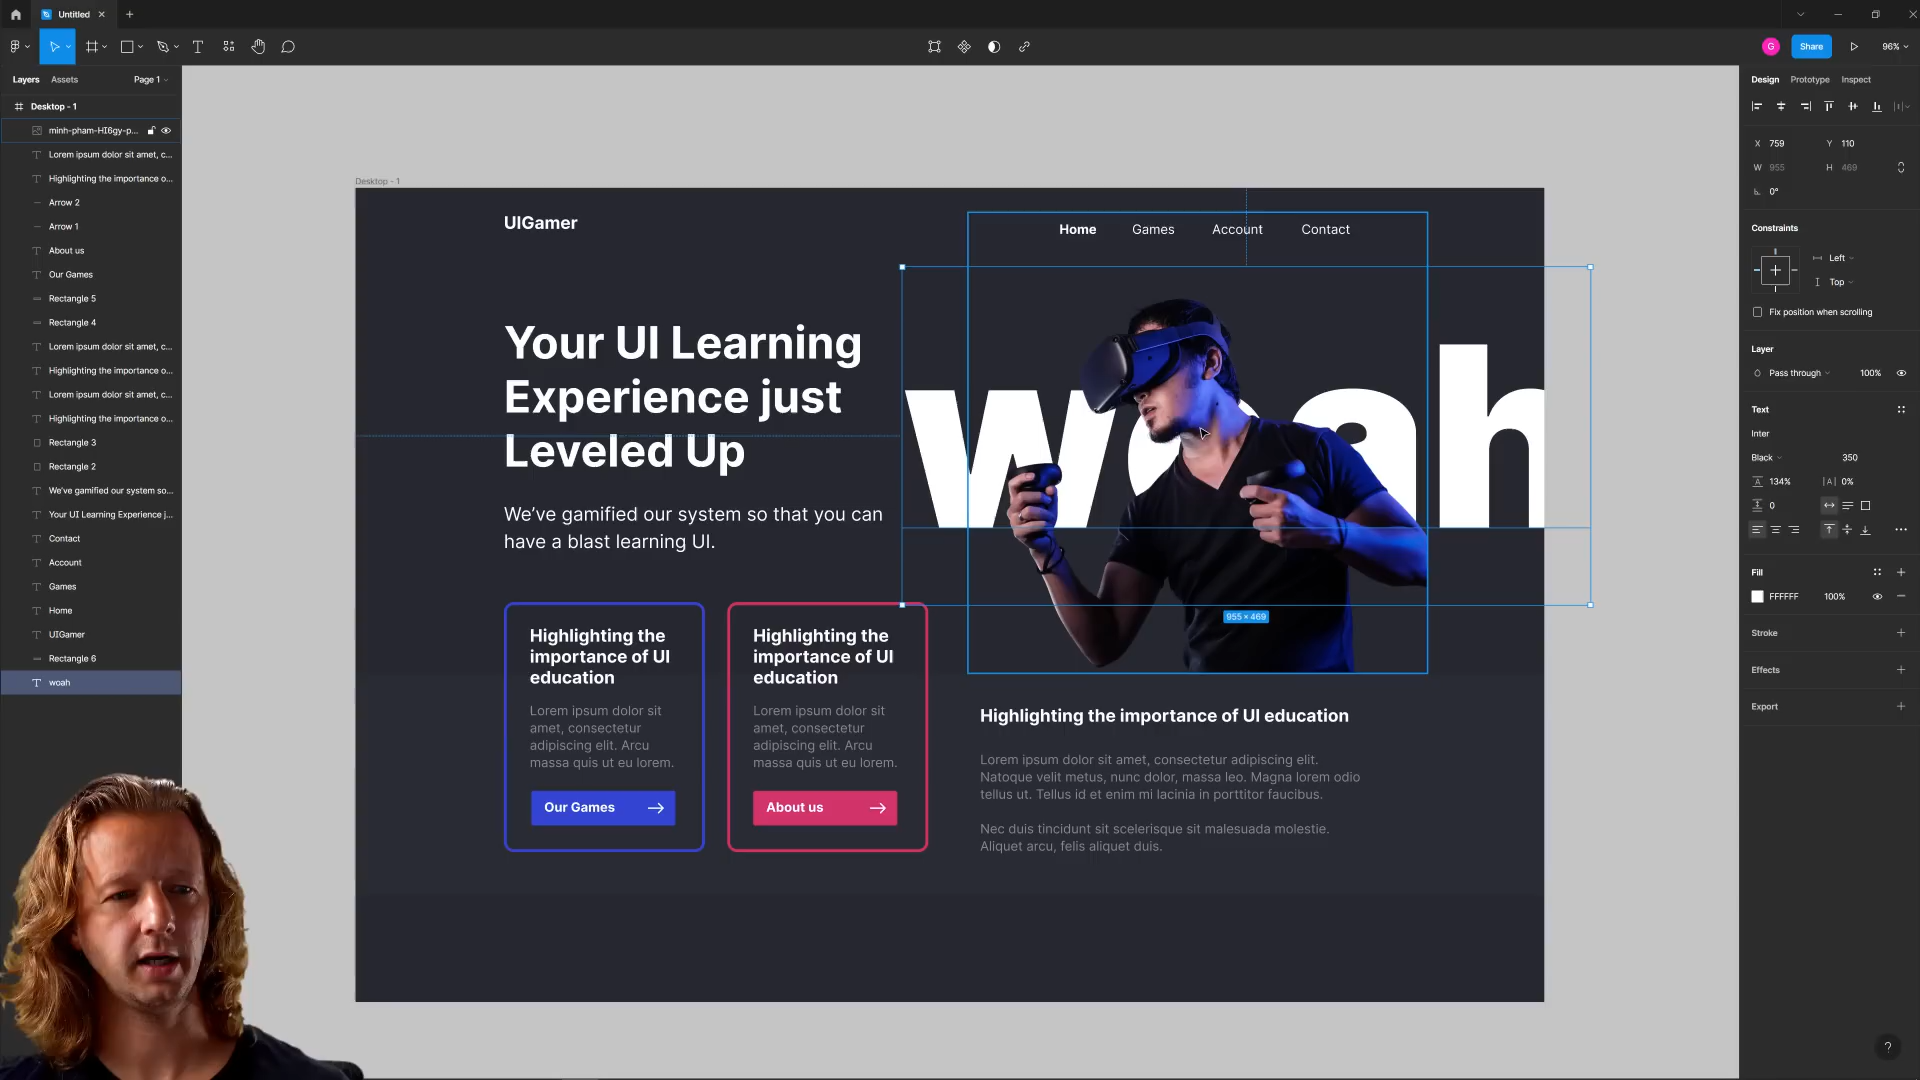 Untitled
G
Share
96%
Layers
Assets
Page 1
Design
Prototype
Inspect
Desktop - 1
minh-pham-HI6gy-p...
Lorem ipsum dolor sit amet, c...
Highlighting the importance o...
Arrow 2
Arrow 1
About us
Our Games
Rectangle 5
Rectangle 4
Lorem ipsum dolor sit amet, c...
Highlighting the importance o...
Lorem ipsum dolor sit amet, c...
Highlighting the importance o...
Rectangle 3
Rectangle 2
We've gamified our system so...
Your UI Learning Experience j...
Contact
Account
Games
Home
UIGamer
Rectangle 6
woah
Desktop - 1
UIGamer
Home
Games
Account
Contact
Your UI Learning
Experience just
Leveled Up
We've gamified our system so that you can
have a blast learning UI.
woah
955 × 469
Highlighting the
importance of UI
education
Lorem ipsum dolor sit
amet, consectetur
adipiscing elit. Arcu
massa quis ut eu lorem.
Our Games
Highlighting the
importance of UI
education
Lorem ipsum dolor sit
amet, consectetur
adipiscing elit. Arcu
massa quis ut eu lorem.
About us
Highlighting the importance of UI education
Lorem ipsum dolor sit amet, consectetur adipiscing elit.
Natoque velit metus, nunc dolor, massa leo. Magna lorem odio
tellus ut. Tellus id et enim mi lacinia in porttitor faucibus.
Nec duis tincidunt sit scelerisque sit malesuada molestie.
Aliquet arcu, felis aliquet duis.
X 759 Y 110
W 955 H 469
0°
Constraints
Left
Top
Fix position when scrolling
Layer
Pass through 100%
Text
Inter
Black 350
134% |A| 0%
0
Fill
FFFFFF 100%
Stroke
Effects
Export
?